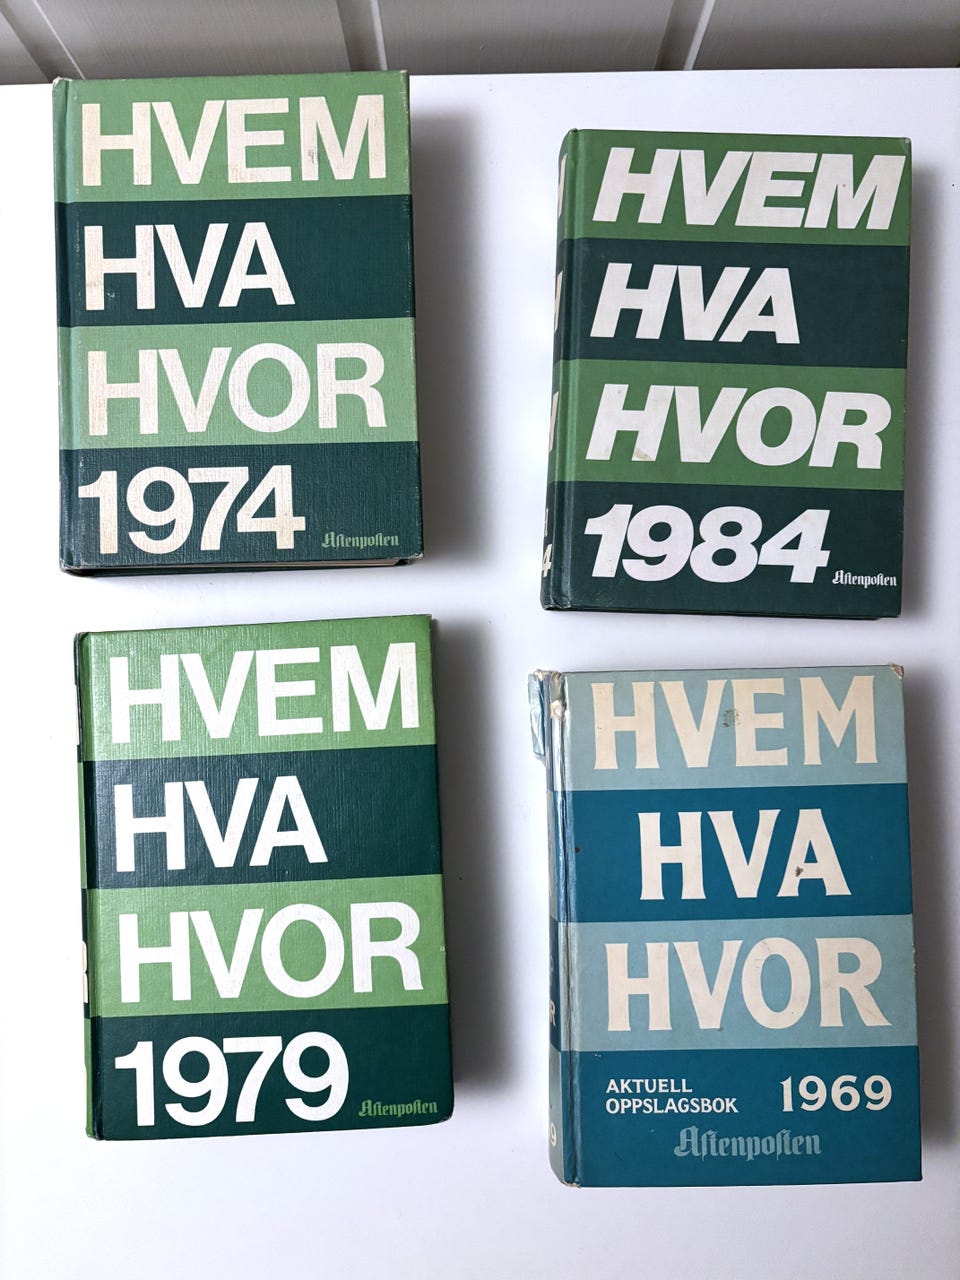 HVEM
HVA
HVOR
1974
Aftenposten
HVEM
HVA
HVOR
1984
Aftenposten
HVEM
HVA
HVOR
1979
Aftenposten
HVEM
HVA
HVOR
AKTUELL
OPPSLAGSBOK
1969
Aftenposten